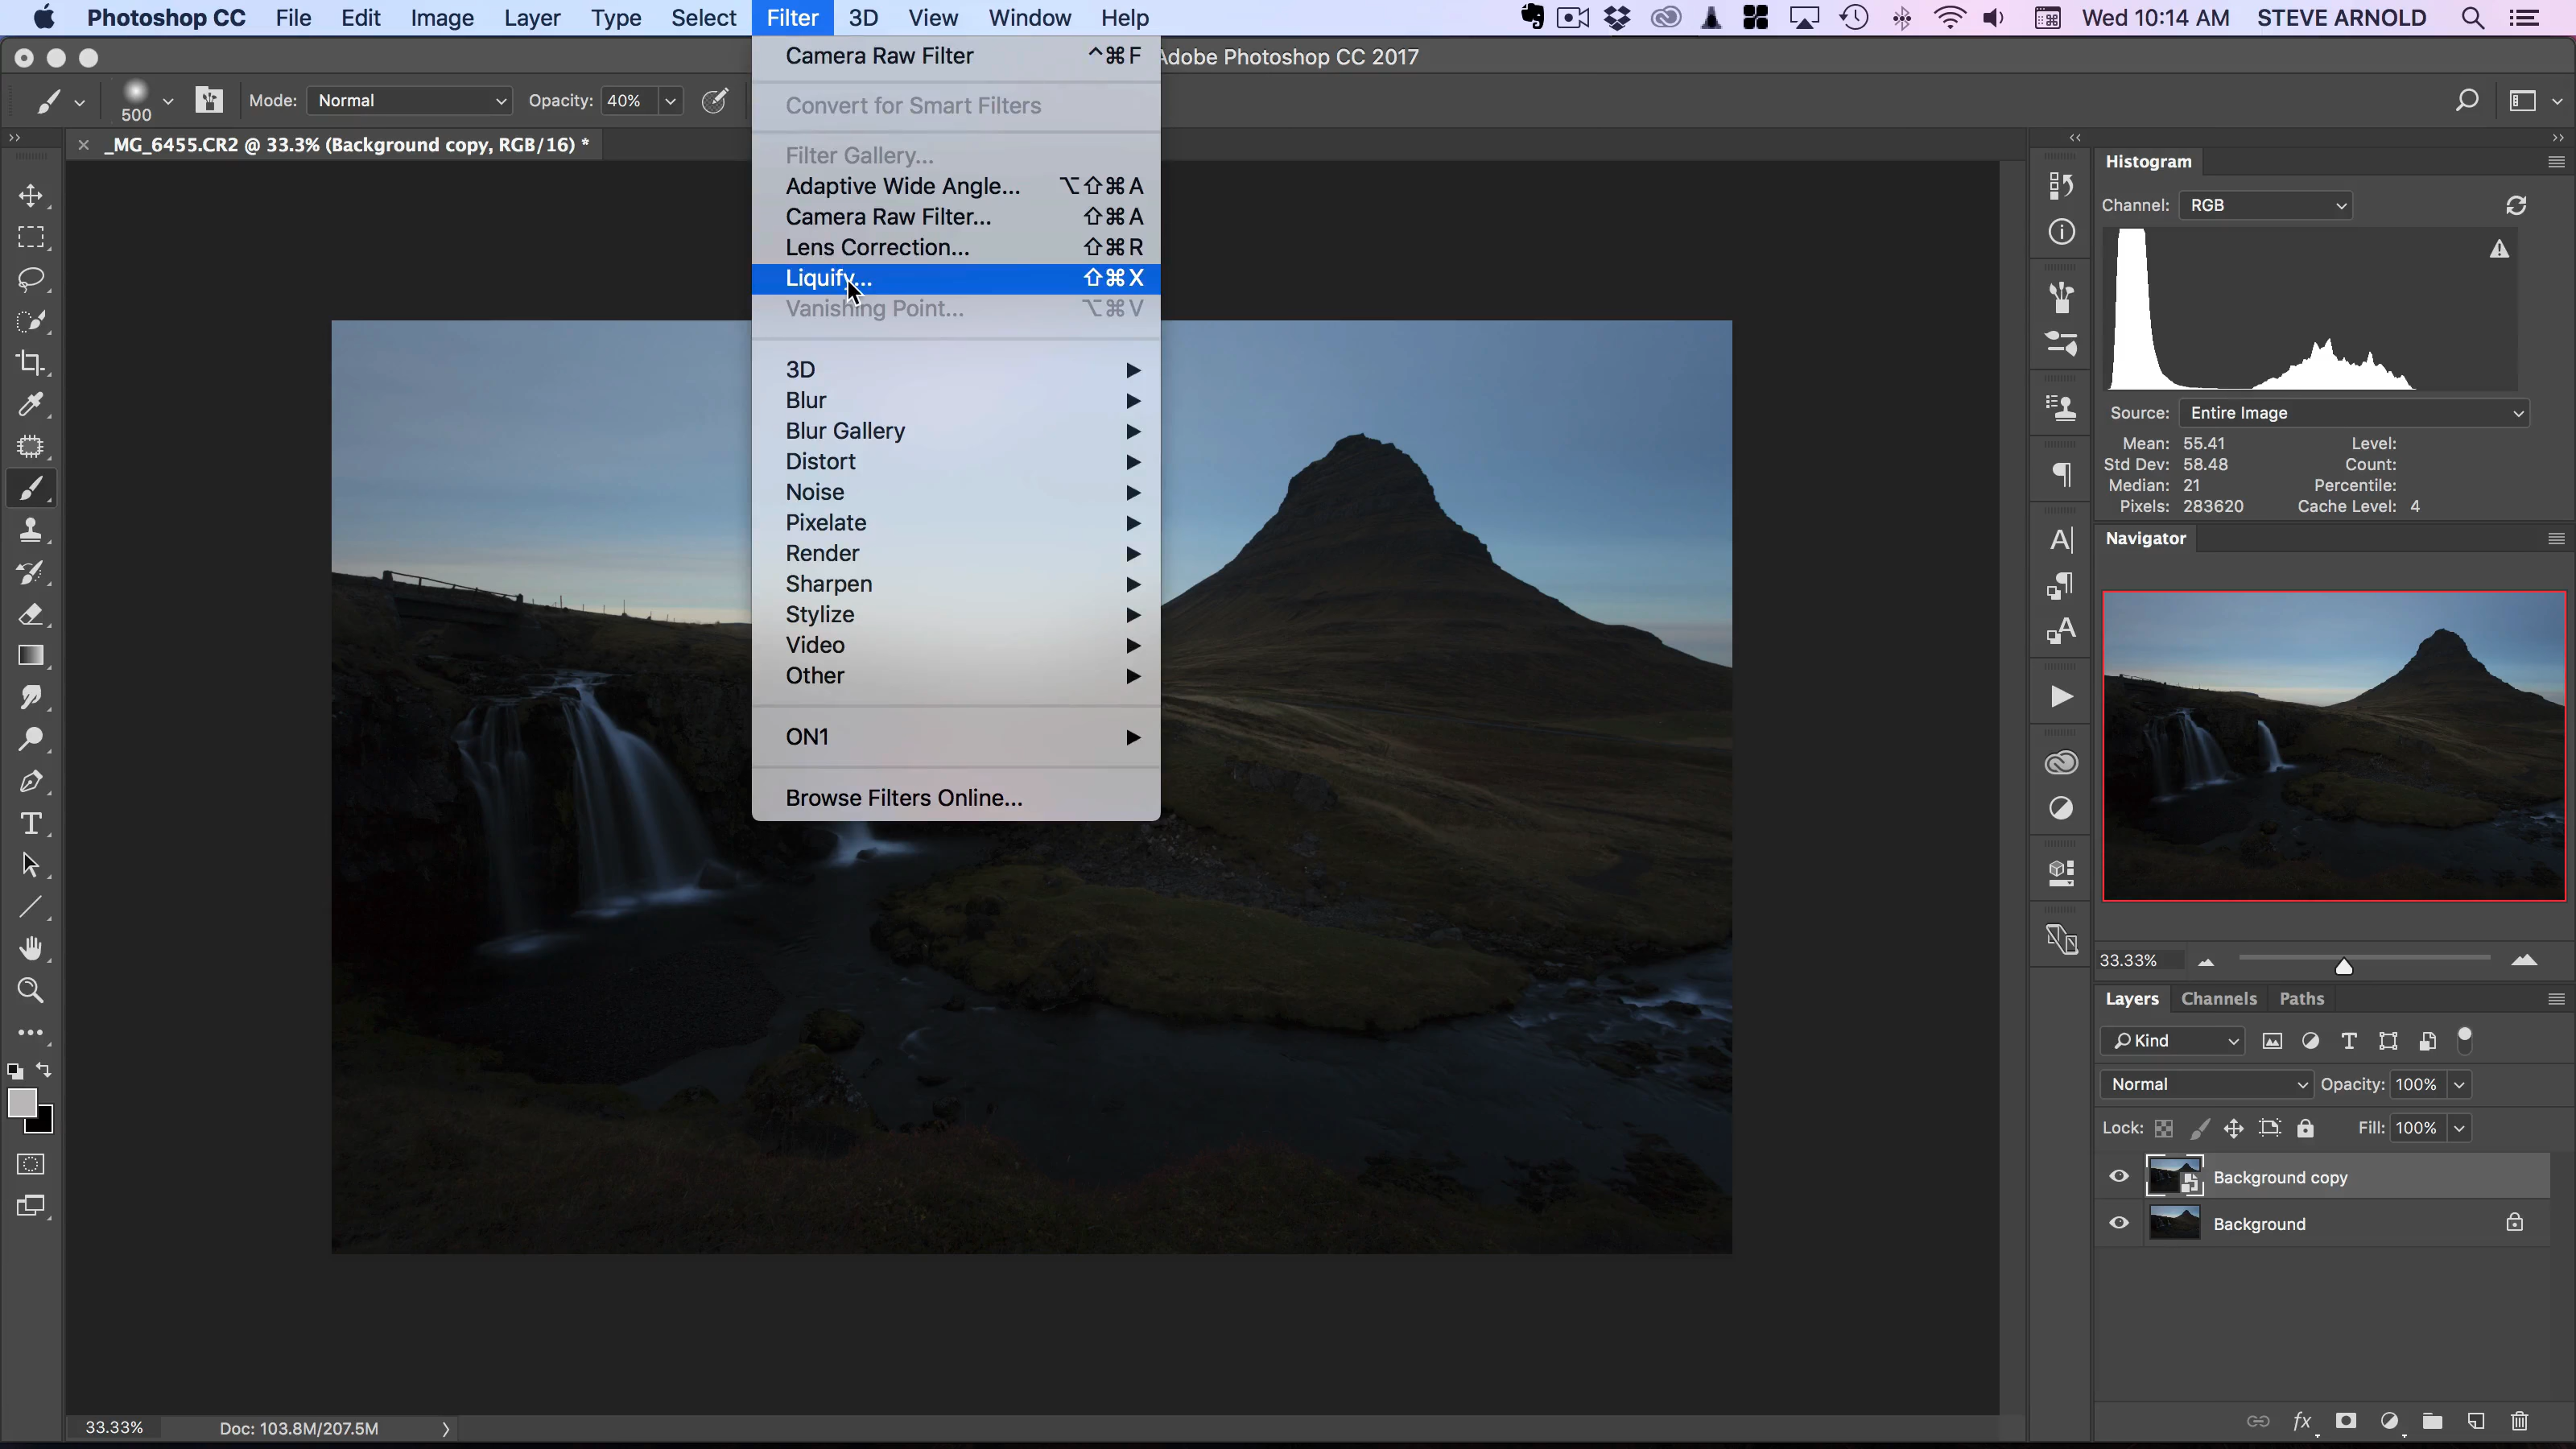 Photoshop CC File Edit Image Layer Type Select Filter 3D View Window Help Wed 10:14 AM STEVE ARNOLD
Adobe Photoshop CC 2017
500 Mode: Normal Opacity: 40%
_MG_6455.CR2 @ 33.3% (Background copy, RGB/16) *
Camera Raw Filter ^⌘F
Convert for Smart Filters
Filter Gallery...
Adaptive Wide Angle... ⌥⇧⌘A
Camera Raw Filter... ⇧⌘A
Lens Correction... ⇧⌘R
Liquify... ⇧⌘X
Vanishing Point... ⌥⌘V
3D
Blur
Blur Gallery
Distort
Noise
Pixelate
Render
Sharpen
Stylize
Video
Other
ON1
Browse Filters Online...
Histogram
Channel: RGB
Source: Entire Image
Mean: 55.41 Level:
Std Dev: 58.48 Count:
Median: 21 Percentile:
Pixels: 283620 Cache Level: 4
Navigator
33.33%
Layers Channels Paths
Kind
Normal Opacity: 100%
Lock: Fill: 100%
Background copy
Background
fx
33.33% Doc: 103.8M/207.5M